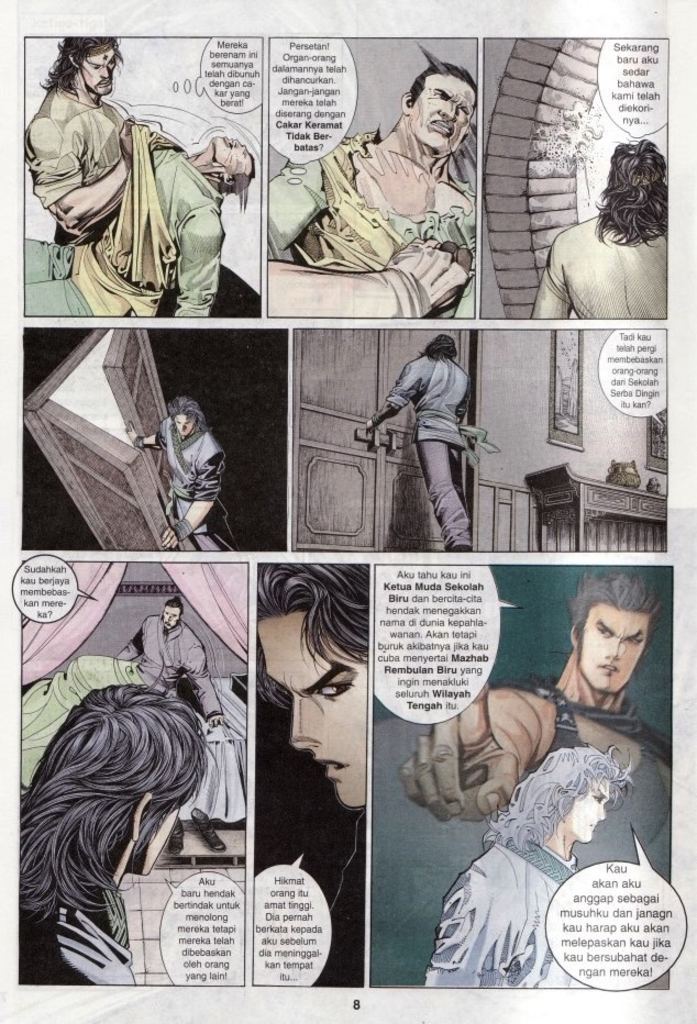 Mereka
berenam ini
semuanya
telah dibunuh
dengan ca-
kar yang
berat!
Persetan!
Organ-orang
dalamannya telah
dihancurkan.
Jangan-jangan
mereka telah
diserang dengan
Cakar Keramat
Tidak Ber-
batas?
Sekarang
baru aku
sedar
bahawa
kami telah
diekori-
nya...
Tadi kau
telah pergi
membebaskan
orang-orang
dari Sekolah
Serba Dingin
itu kan?
Sudahkah
kau berjaya
membebas-
kan mere-
ka?
Aku
baru hendak
bertindak untuk
menolong
mereka tetapi
mereka telah
dibebaskan
oleh orang
yang lain!
Hikmat
orang itu
amat tinggi.
Dia pernah
berkata kepada
aku sebelum
dia meninggal-
kan tempat
itu...
Aku tahu kau ini
Ketua Muda Sekolah
Biru dan bercita-cita
hendak menegakkan
nama di dunia kepahla-
wanan. Akan tetapi
buruk akibatnya jika kau
cuba menyertai Mazhab
Rembulan Biru yang
ingin menakluki
seluruh Wilayah
Tengah itu.
Kau
akan aku
anggap sebagai
musuhku dan janagn
kau harap aku akan
melepaskan kau jika
kau bersubahat de-
ngan mereka!
8